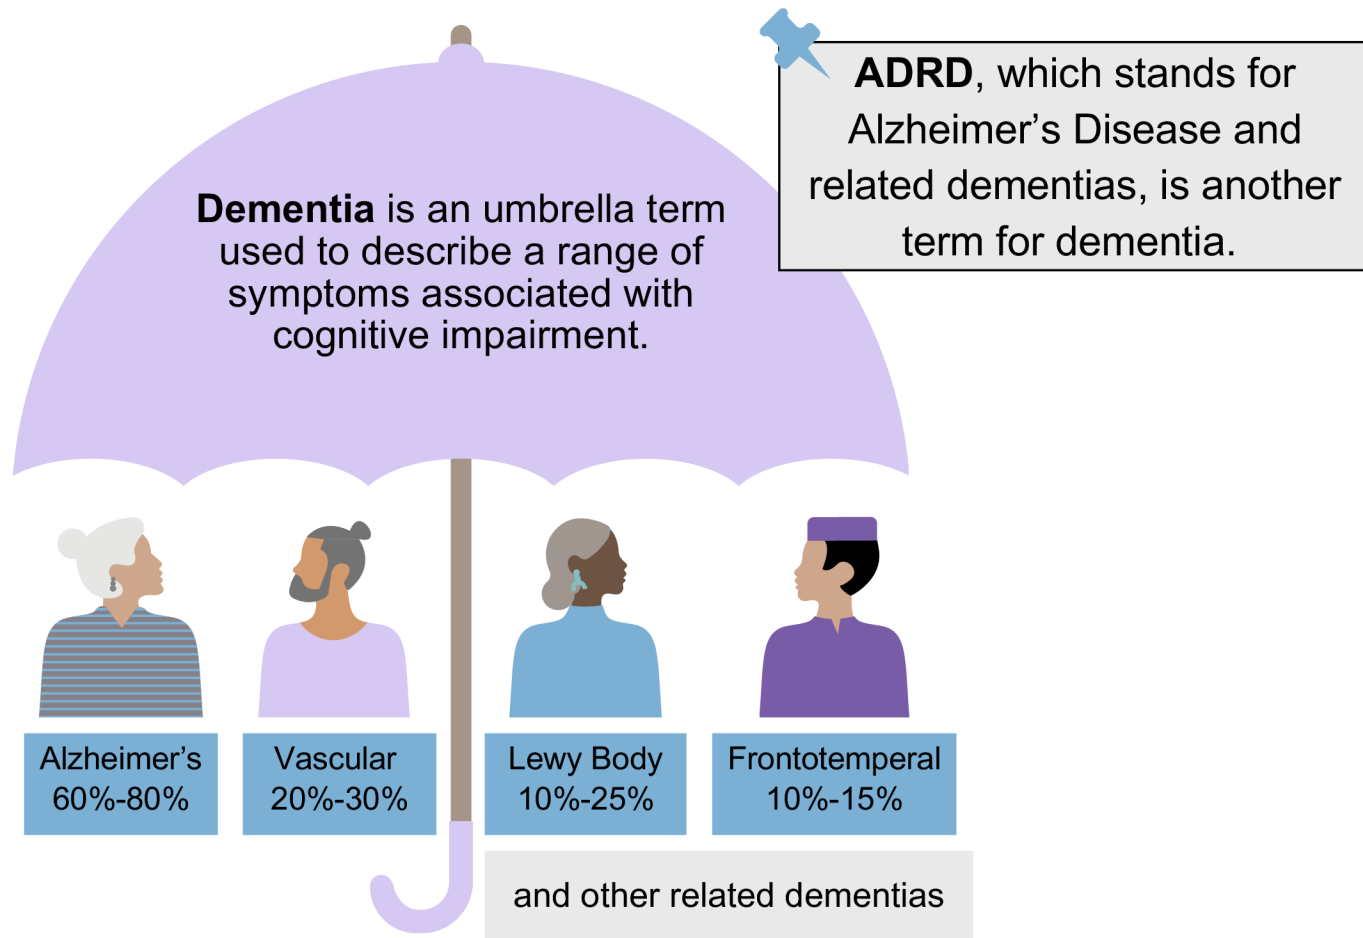 ADRD, which stands for
Alzheimer’s Disease and
related dementias, is another
term for dementia.
Dementia is an umbrella term
used to describe a range of
symptoms associated with
cognitive impairment.
Alzheimer’s
60%-80%
Vascular
20%-30%
Lewy Body
10%-25%
Frontotemperal
10%-15%
and other related dementias